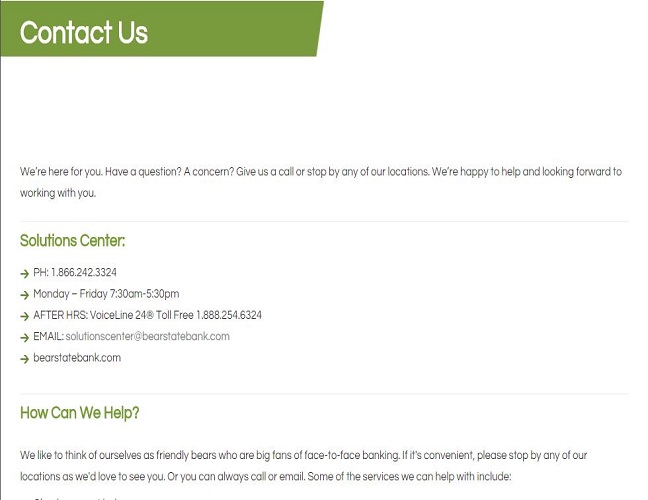 Contact Us
We're here for you. Have a question? A concern? Give us a call or stop by any of our locations. We're happy to help and looking forward to
working with you.
Solutions Center:
PH: 1.866.242.3324
Monday – Friday 7:30am-5:30pm
AFTER HRS: VoiceLine 24® Toll Free 1.888.254.6324
EMAIL: solutionscenter@bearstatebank.com
bearstatebank.com
How Can We Help?
We like to think of ourselves as friendly bears who are big fans of face-to-face banking. If it's convenient, please stop by any of our
locations as we'd love to see you. Or you can always call or email. Some of the services we can help with include: